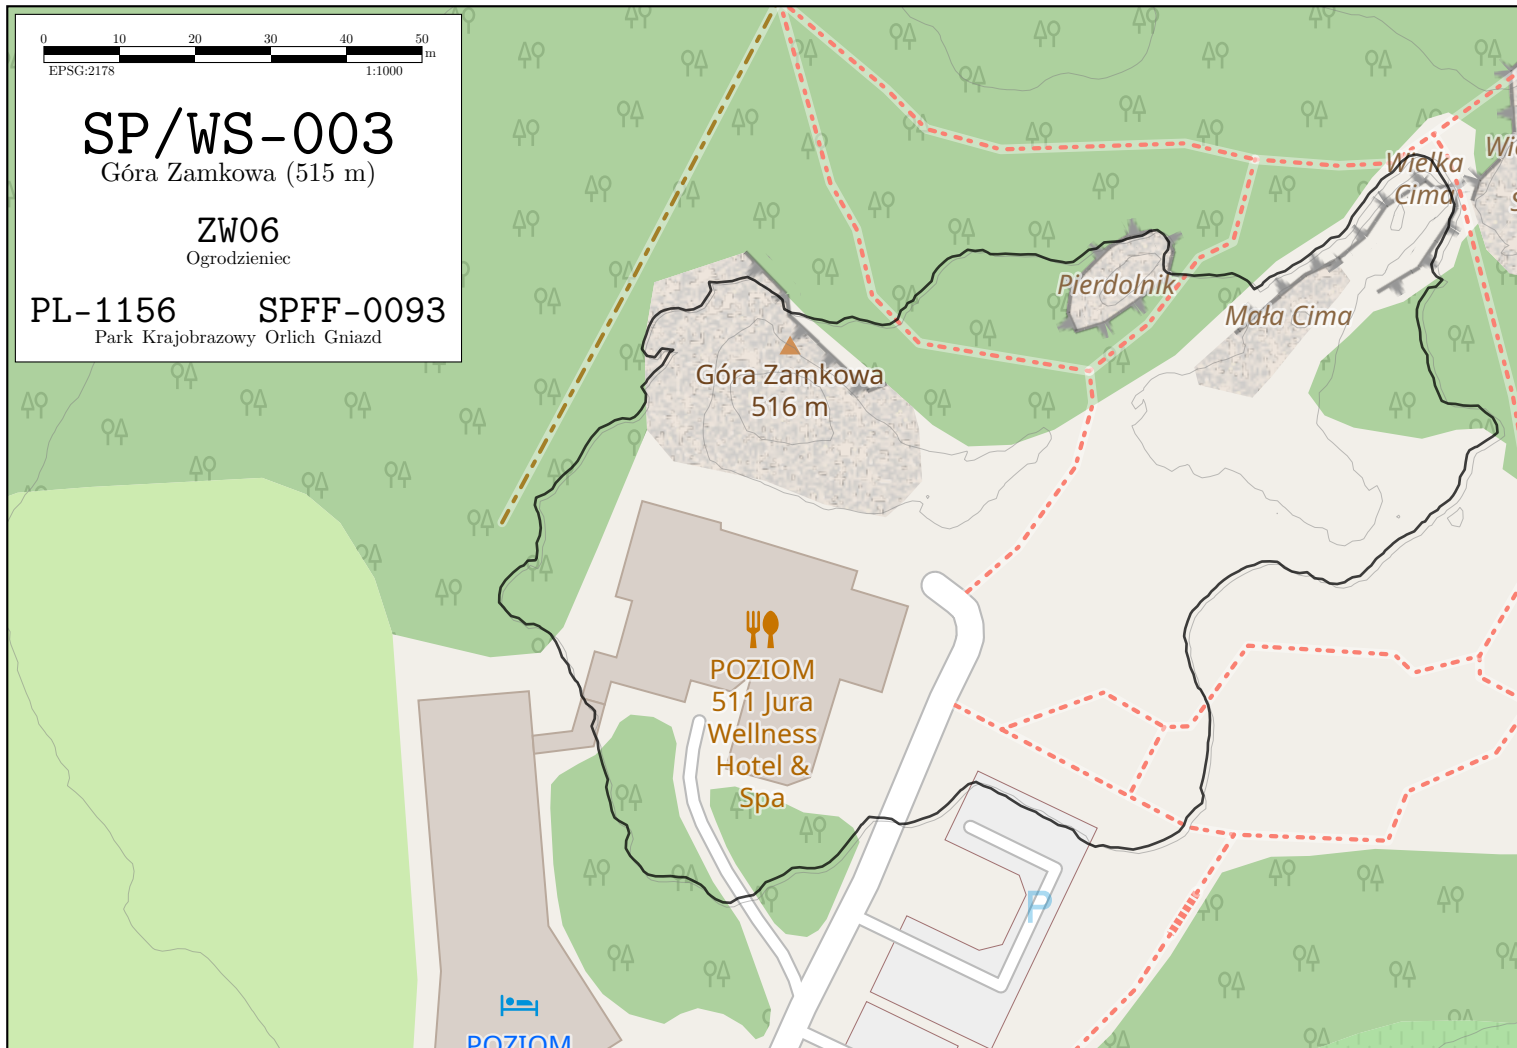 0 10 20 30 40 50
m
EPSG:2178 1:1000
SP/WS-003
Góra Zamkowa (515 m)
ZW06
Ogrodzieniec
PL-1156 SPFF-0093
Park Krajobrazowy Orlich Gniazd
Wielka
Cima
Pierdolnik
Mała Cima
Góra Zamkowa
516 m
POZIOM
511 Jura
Wellness
Hotel &
Spa
P
POZIOM